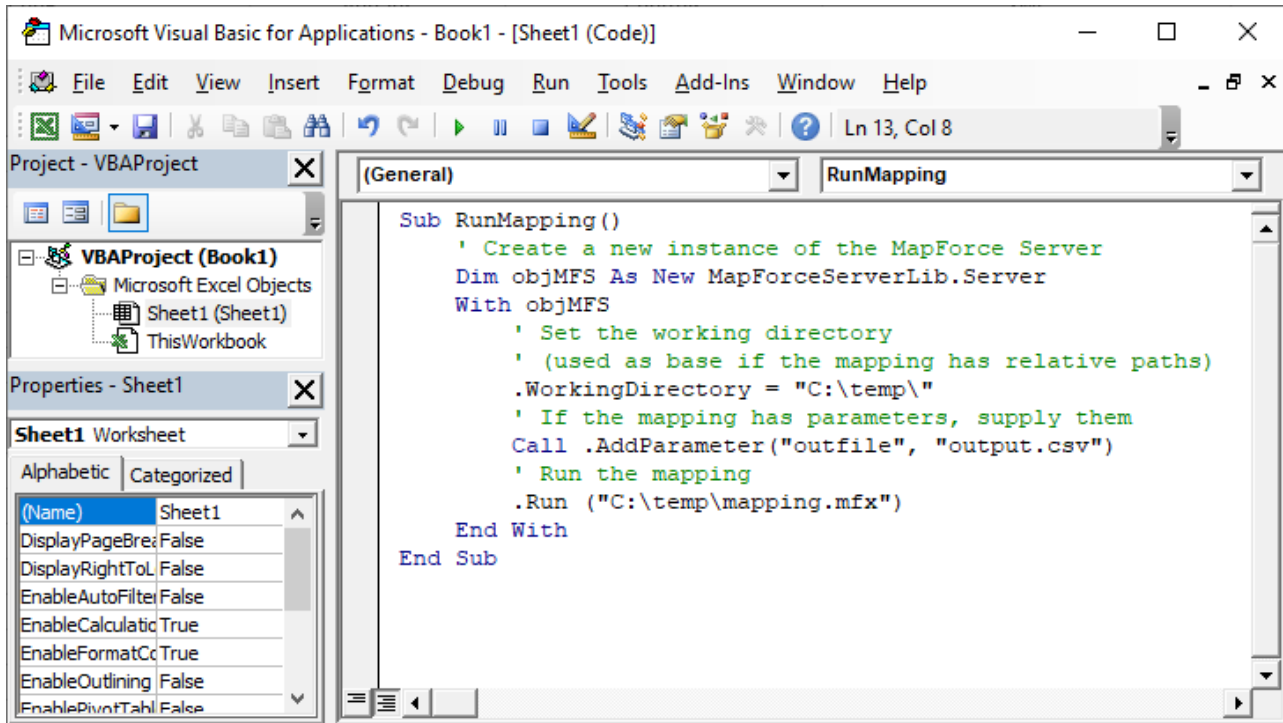 Microsoft Visual Basic for Applications - Book1 - [Sheet1 (Code)]
File Edit View Insert Format Debug Run Tools Add-Ins Window Help
Ln 13, Col 8
Project - VBAProject
VBAProject (Book1)
Microsoft Excel Objects
Sheet1 (Sheet1)
ThisWorkbook
Properties - Sheet1
Sheet1 Worksheet
Alphabetic Categorized
(Name) Sheet1
DisplayPageBrea False
DisplayRightToL False
EnableAutoFilter False
EnableCalculatio True
EnableFormatCo True
EnableOutlining False
EnablePivotTabl False
(General) RunMapping
Sub RunMapping()
' Create a new instance of the MapForce Server
Dim objMFS As New MapForceServerLib.Server
With objMFS
' Set the working directory
' (used as base if the mapping has relative paths)
.WorkingDirectory = "C:\temp\"
' If the mapping has parameters, supply them
Call .AddParameter("outfile", "output.csv")
' Run the mapping
.Run ("C:\temp\mapping.mfx")
End With
End Sub